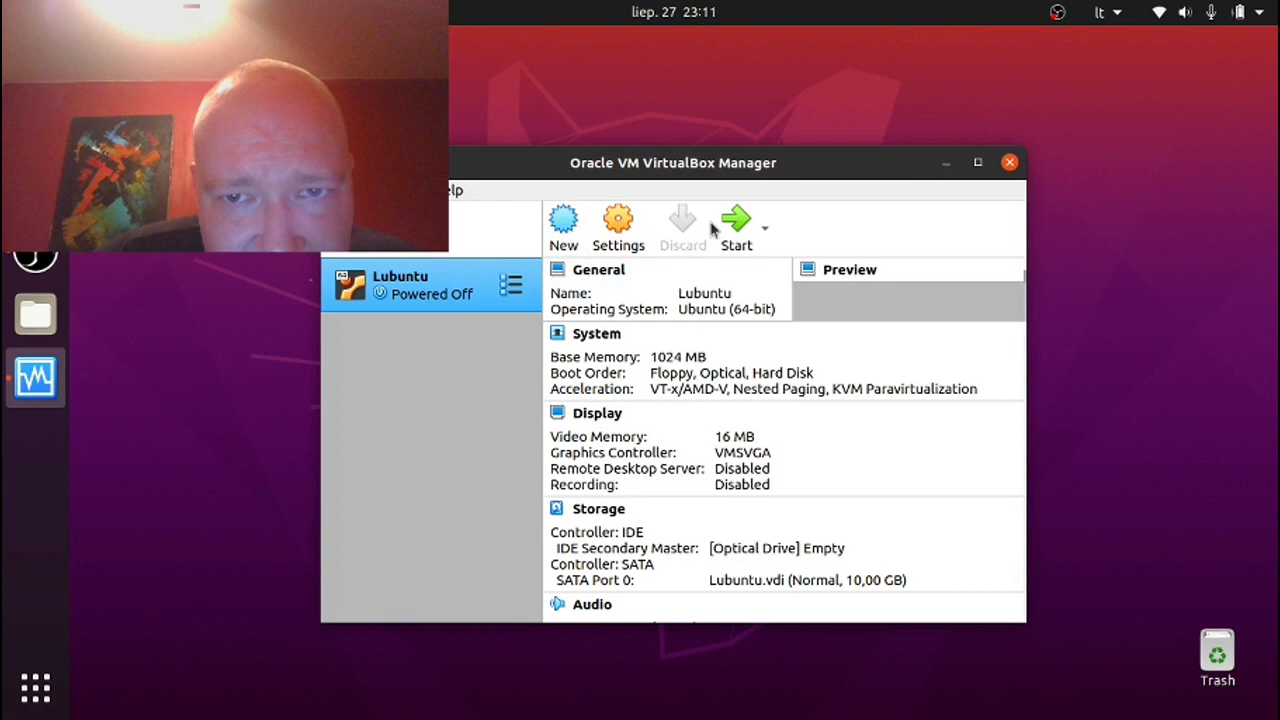 liep. 27 23:11
lt
Oracle VM VirtualBox Manager
elp
New
Settings
Discard
Start
Lubuntu
Powered Off
General
Name: Lubuntu
Operating System: Ubuntu (64-bit)
Preview
System
Base Memory: 1024 MB
Boot Order: Floppy, Optical, Hard Disk
Acceleration: VT-x/AMD-V, Nested Paging, KVM Paravirtualization
Display
Video Memory: 16 MB
Graphics Controller: VMSVGA
Remote Desktop Server: Disabled
Recording: Disabled
Storage
Controller: IDE
IDE Secondary Master: [Optical Drive] Empty
Controller: SATA
SATA Port 0: Lubuntu.vdi (Normal, 10,00 GB)
Audio
Trash